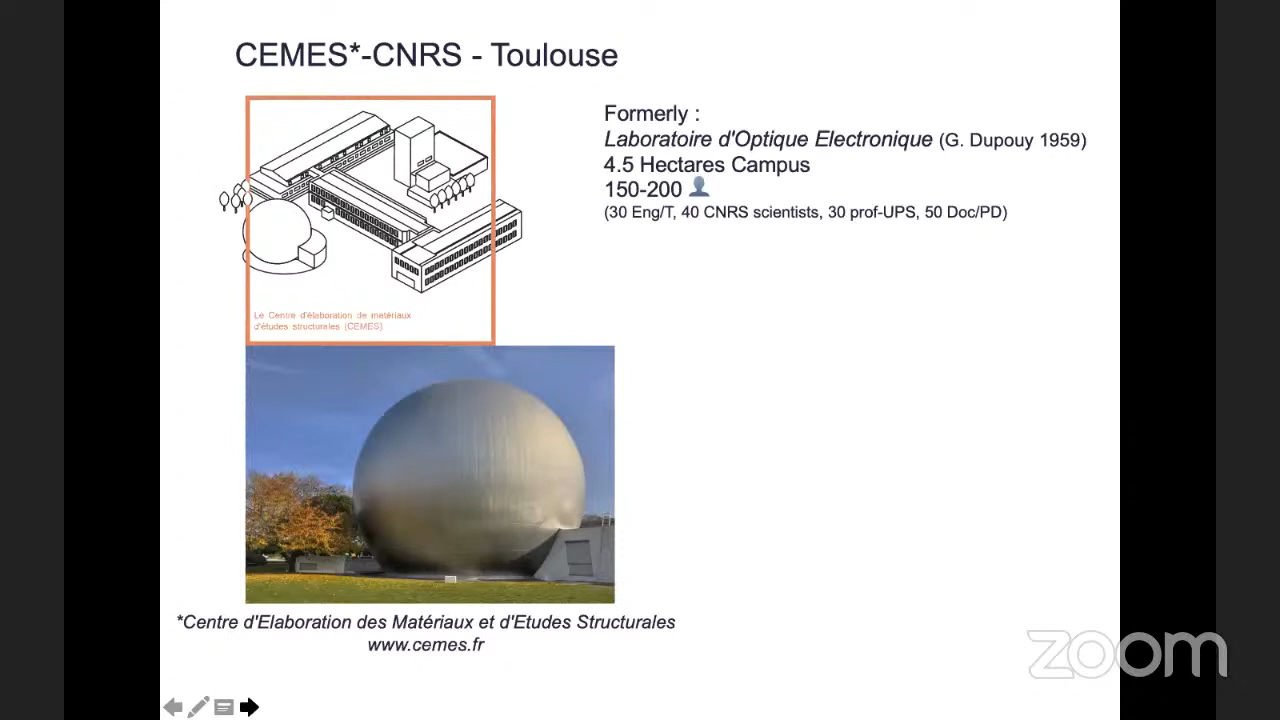 CEMES*-CNRS - Toulouse
Formerly :
Laboratoire d'Optique Electronique (G. Dupouy 1959)
4.5 Hectares Campus
150-200
(30 Eng/T, 40 CNRS scientists, 30 prof-UPS, 50 Doc/PD)
Le Centre d'élaboration de matériaux
d'études structurales (CEMES)
*Centre d'Elaboration des Matériaux et d'Etudes Structurales
www.cemes.fr
zoom